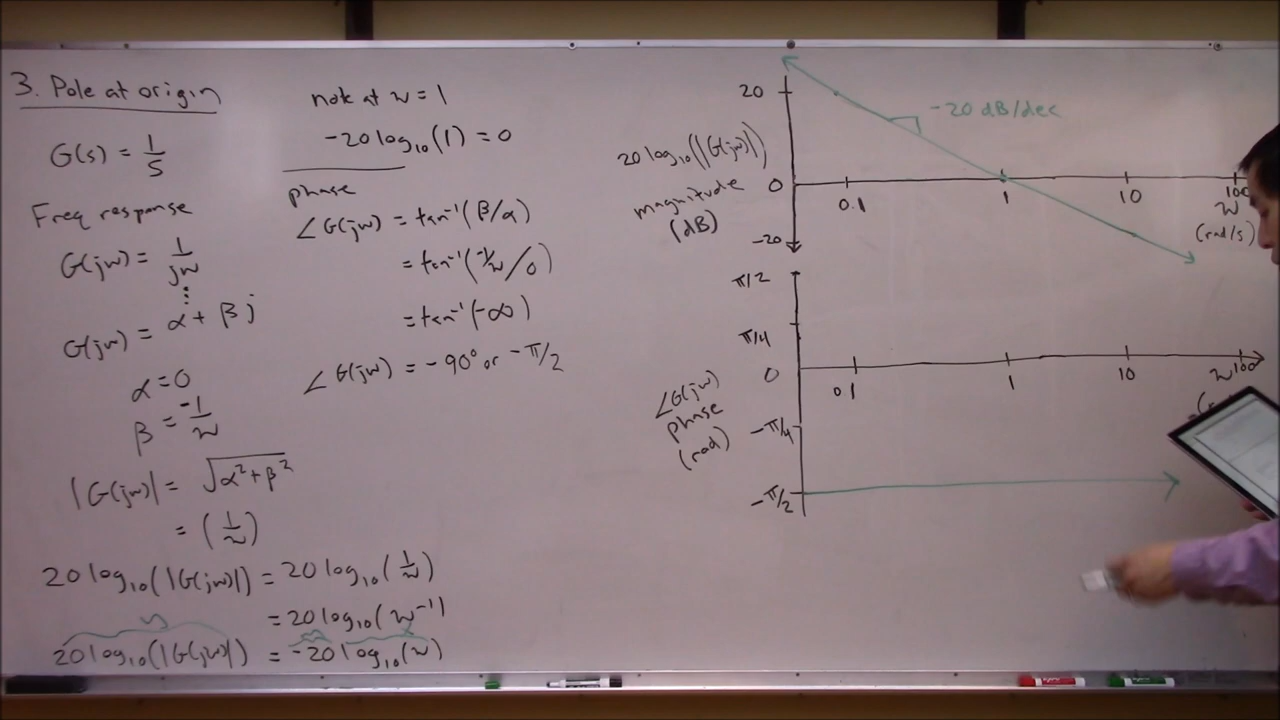 3. Pole at origin
G(s) = 1/s
Freq response
G(jω) = 1/jω
⋮
G(jω) = α + βj
α = 0
β = -1/ω
|G(jω)| = √(α² + β²)
= (1/ω)
20 log₁₀(|G(jω)|) = 20 log₁₀(1/ω)
= 20 log₁₀(ω⁻¹)
y
x
20 log₁₀(|G(jω)|) = -20 log₁₀(ω)
note at ω = 1
-20 log₁₀(1) = 0
phase
∠G(jω) = tan⁻¹(β/α)
= tan⁻¹(-1/ω/0)
= tan⁻¹(-∞)
∠G(jω) = -90° or -π/2
20
-20 dB/dec
20 log₁₀(|G(jω)|)
magnitude
(dB)
0
0.1
1
10
100
ω
(rad/s)
-20
π/2
π/4
0
0.1
1
10
100
ω
∠G(jω)
phase
(rad)
-π/4
-π/2